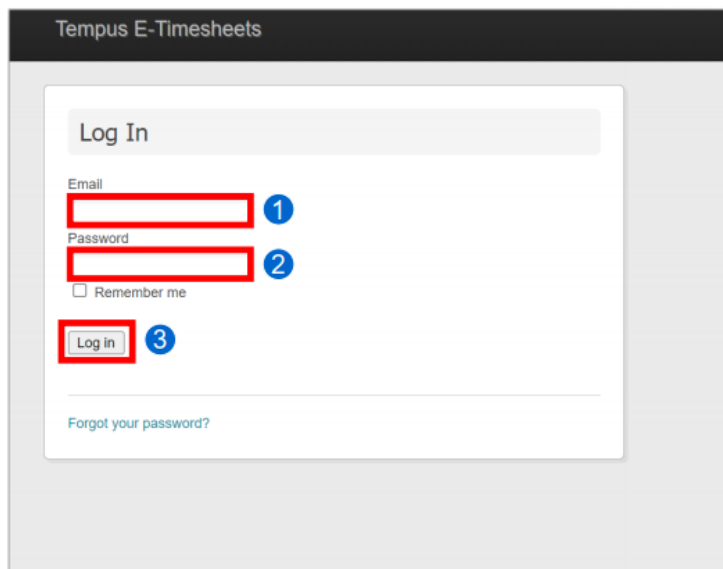 Tempus E-Timesheets
Log In
Email
1
Password
2
Remember me
Log in
3
Forgot your password?